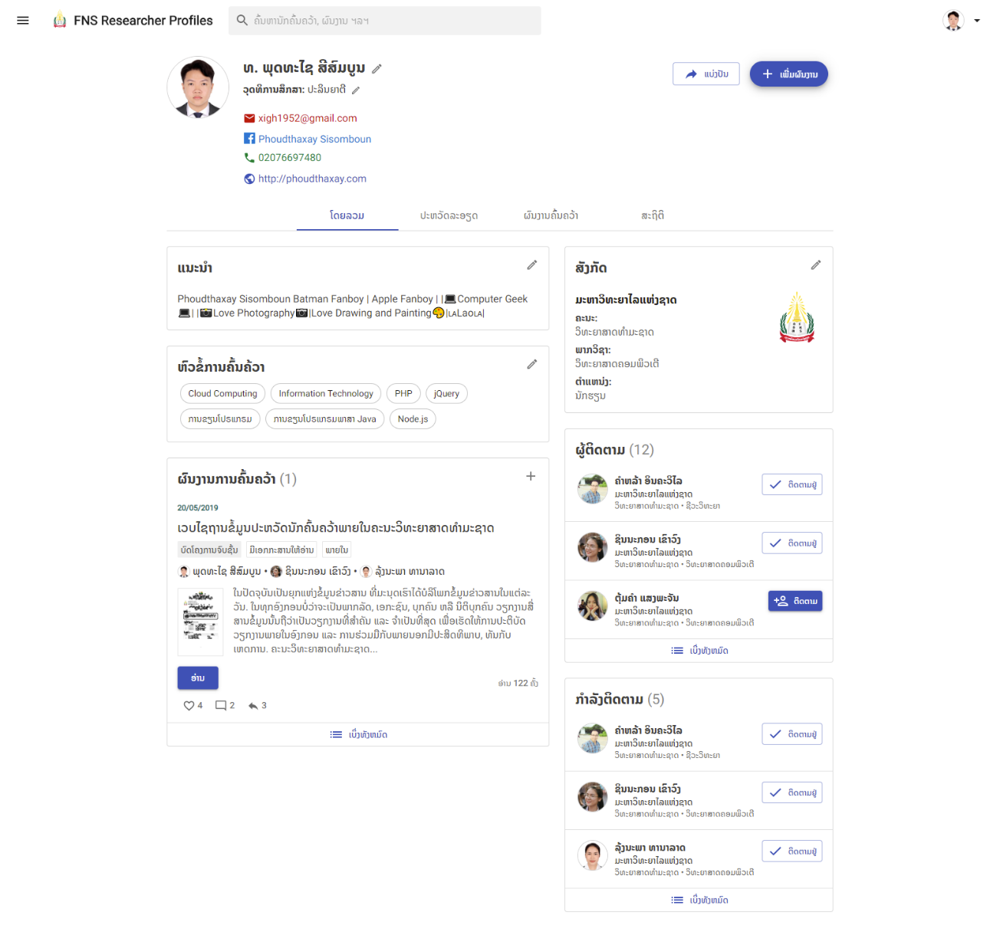 FNS Researcher Profiles
ຄົ້ນຫານັກຄົ້ນຄວ້າ, ຜົນງານ ຯລຯ
ທ. ພຸດທະໄຊ ສີສົມບູນ
ວຸດທິການສຶກສາ: ປະລິນຍາຕີ
xigh1952@gmail.com
Phoudthaxay Sisomboun
02076697480
http://phoudthaxay.com
ແບ່ງປັນ
ເພີ່ມຜົນງານ
ໂດຍລວມ
ປະຫວັດລະອຽດ
ຜົນງານຄົ້ນຄວ້າ
ສະຖິຕິ
ແນະນຳ
Phoudthaxay Sisomboun Batman Fanboy | Apple Fanboy | |💻Computer Geek
💻| |📷Love Photography📷|Love Drawing and Painting🎨|ʟᴀLaoʟᴀ|
ຫົວຂໍ້ການຄົ້ນຄ້ວາ
Cloud Computing
Information Technology
PHP
jQuery
ການຂຽນໂປຣແກຣມ
ການຂຽນໂປຣແກຣມພາສາ Java
Node.js
ຜົນງານການຄົ້ນຄວ້າ (1)
20/05/2019
ເວບໄຊຖານຂໍ້ມູນປະຫວັດນັກຄົ້ນຄວ້າພາຍໃນຄະນະວິທະຍາສາດທຳມະຊາດ
ບົດໂຄງການຈົບຊັ້ນ
ມີເອກກະສານໃຫ້ອ່ານ
ພາຍໃນ
ພຸດທະໄຊ ສີສົມບູນ • ຊິນນະກອນ ເຂົາວົງ • ລຸ້ງນະພາ ທານາລາດ
ໃນປັດຈຸບັນເປັນຍຸກແຫ່ງຂໍ້ມູນຂ່າວສານ ທີ່ມະນຸດເຮົາໄດ້ບໍລິໂພກຂໍ້ມູນຂ່າວສານໃນແຕ່ລະ
ວັນ. ໃນທຸກອົງກອນບໍ່ວ່າຈະເປັນພາກລັດ, ເອກະຊົນ, ບຸກຄົນ ຫລື ນິຕິບຸກຄົນ ວຽກງານສື່
ສານຂໍ້ມູນນັ້ນຖືວ່າເປັນວຽກງານທີ່ສຳຄັນ ແລະ ຈຳເປັນທີ່ສຸດ ເພື່ອເຮັດໃຫ້ການປະຕິບັດ
ວຽກງານພາຍໃນອົງກອນ ແລະ ການຮ່ວມມືກັບພາຍນອກມີປະສິດທິພາບ, ທັນກັບ
ເຫດການ. ຄະນະວິທະຍາສາດທຳມະຊາດ...
ອ່ານ
ອ່ານ 122 ຄັ້ງ
4
2
3
ເບິ່ງທັງຫມົດ
ສັງກັດ
ມະຫາວິທະຍາໄລແຫ່ງຊາດ
ຄະນະ:
ວິທະຍາສາດທຳມະຊາດ
ພາກວິຊາ:
ວິທະຍາສາດຄອມພິວເຕີ
ຕຳແຫນ່ງ:
ນັກຮຽນ
ຜູ້ຕິດຕາມ (12)
ຄຳຫລ້າ ອິນຄະວິໄລ
ມະຫາວິທະຍາໄລແຫ່ງຊາດ
ວິທະຍາສາດທຳມະຊາດ • ຊີວະວິທະຍາ
ຕິດຕາມຢູ່
ຊິນນະກອນ ເຂົາວົງ
ມະຫາວິທະຍາໄລແຫ່ງຊາດ
ວິທະຍາສາດທຳມະຊາດ • ວິທະຍາສາດຄອມພິວເຕີ
ຕິດຕາມຢູ່
ຕຸ້ມຄຳ ແສງພະຈັນ
ມະຫາວິທະຍາໄລແຫ່ງຊາດ
ວິທະຍາສາດທຳມະຊາດ • ວິທະຍາສາດຄອມພິວເຕີ
ຕິດຕາມ
ເບິ່ງທັງຫມົດ
ກຳລັງຕິດຕາມ (5)
ຄຳຫລ້າ ອິນຄະວິໄລ
ມະຫາວິທະຍາໄລແຫ່ງຊາດ
ວິທະຍາສາດທຳມະຊາດ • ຊີວະວິທະຍາ
ຕິດຕາມຢູ່
ຊິນນະກອນ ເຂົາວົງ
ມະຫາວິທະຍາໄລແຫ່ງຊາດ
ວິທະຍາສາດທຳມະຊາດ • ວິທະຍາສາດຄອມພິວເຕີ
ຕິດຕາມຢູ່
ລຸ້ງນະພາ ທານາລາດ
ມະຫາວິທະຍາໄລແຫ່ງຊາດ
ວິທະຍາສາດທຳມະຊາດ • ວິທະຍາສາດຄອມພິວເຕີ
ຕິດຕາມຢູ່
ເບິ່ງທັງຫມົດ